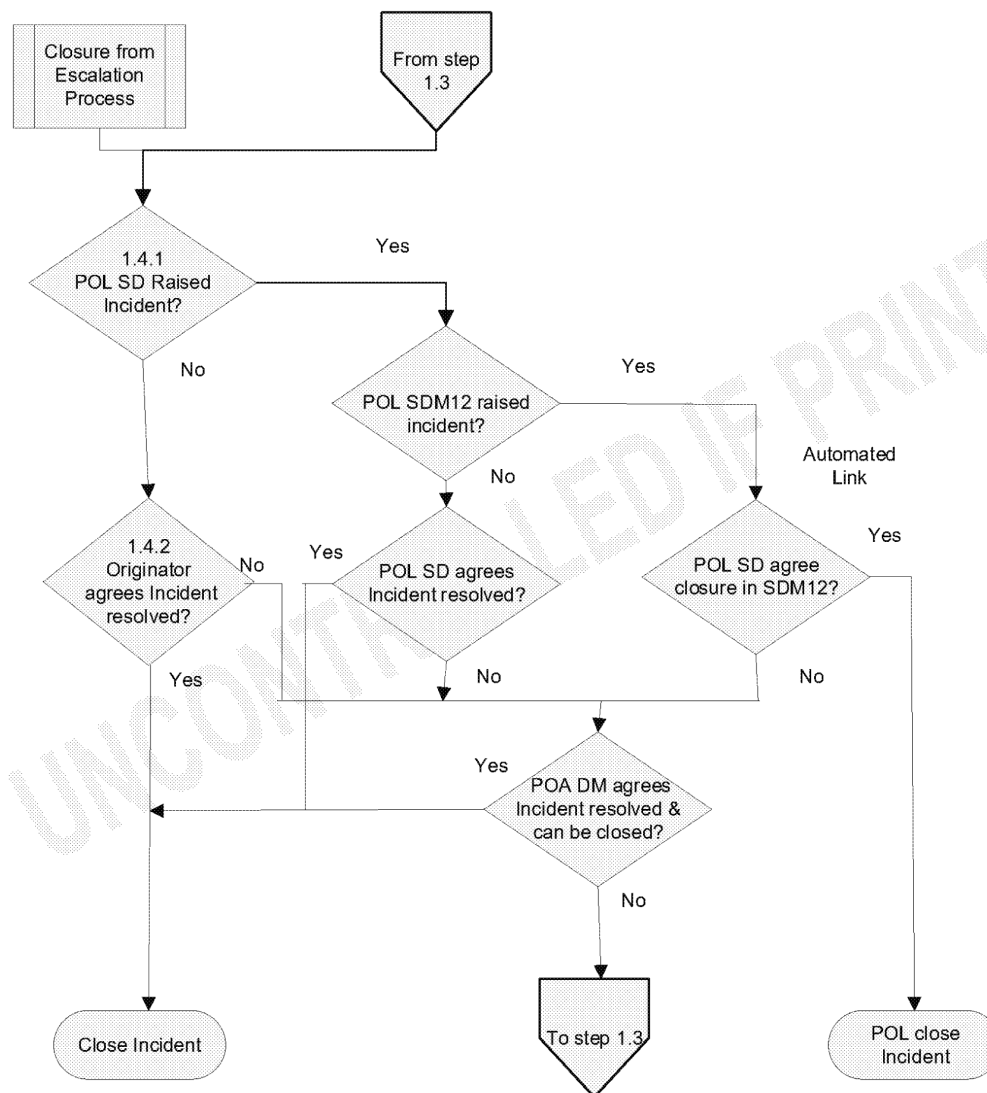 Closure from
Escalation
Process
From step
1.3
1.4.1
POL SD Raised
Incident?
Yes
No
POL SDM12 raised
incident?
Yes
No
Automated
Link
1.4.2
Originator
agrees Incident
resolved?
No
Yes
Yes
POL SD agrees
Incident resolved?
No
POL SD agree
closure in SDM12?
Yes
No
Yes
POA DM agrees
Incident resolved &
can be closed?
No
Close Incident
To step 1.3
POL close
Incident
UNCONTROLLED IF PRINT